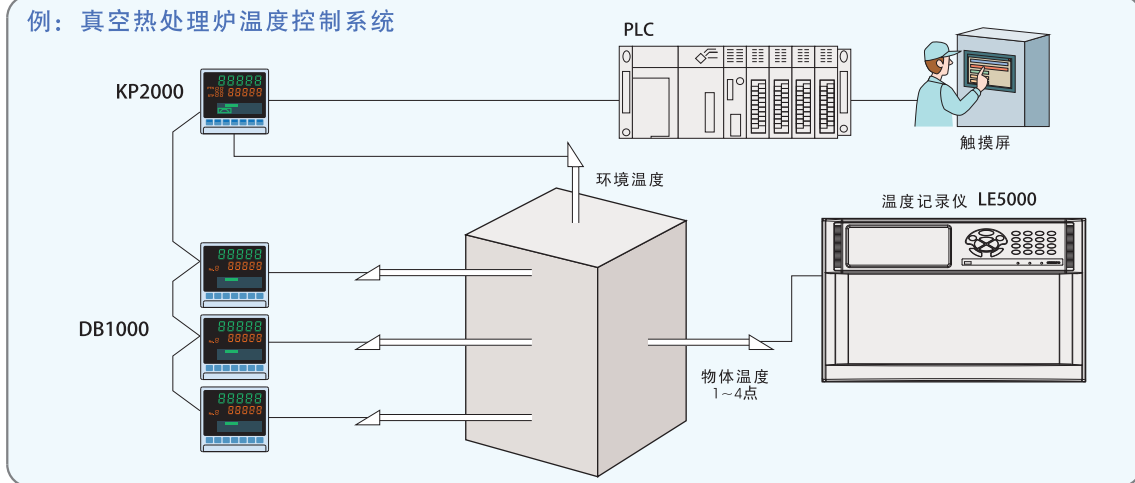 例：真空热处理炉温度控制系统
PLC
KP2000
触摸屏
环境温度
温度记录仪 LE5000
DB1000
物体温度
1～4点